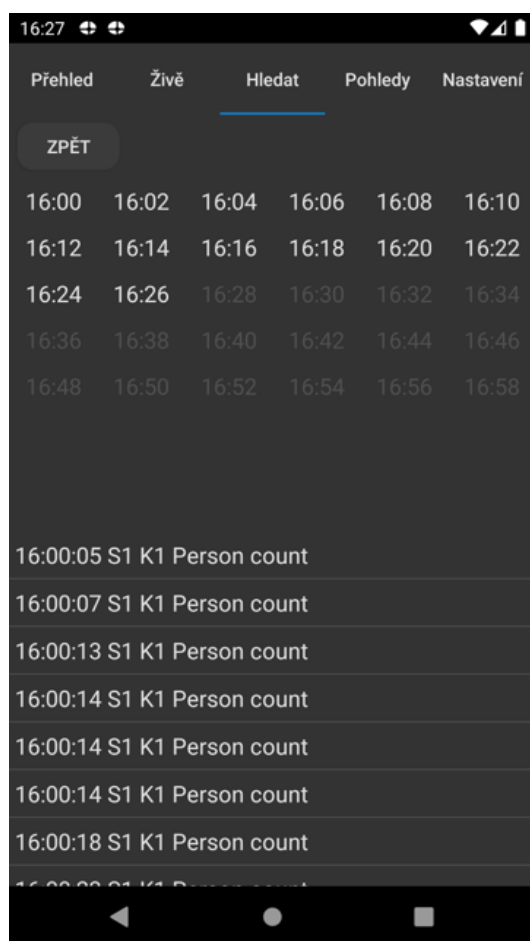 16:27
Přehled Živě Hledat Pohledy Nastavení
ZPĚT
16:00 16:02 16:04 16:06 16:08 16:10
16:12 16:14 16:16 16:18 16:20 16:22
16:24 16:26 16:28 16:30 16:32 16:34
16:36 16:38 16:40 16:42 16:44 16:46
16:48 16:50 16:52 16:54 16:56 16:58
16:00:05 S1 K1 Person count
16:00:07 S1 K1 Person count
16:00:13 S1 K1 Person count
16:00:14 S1 K1 Person count
16:00:14 S1 K1 Person count
16:00:14 S1 K1 Person count
16:00:18 S1 K1 Person count